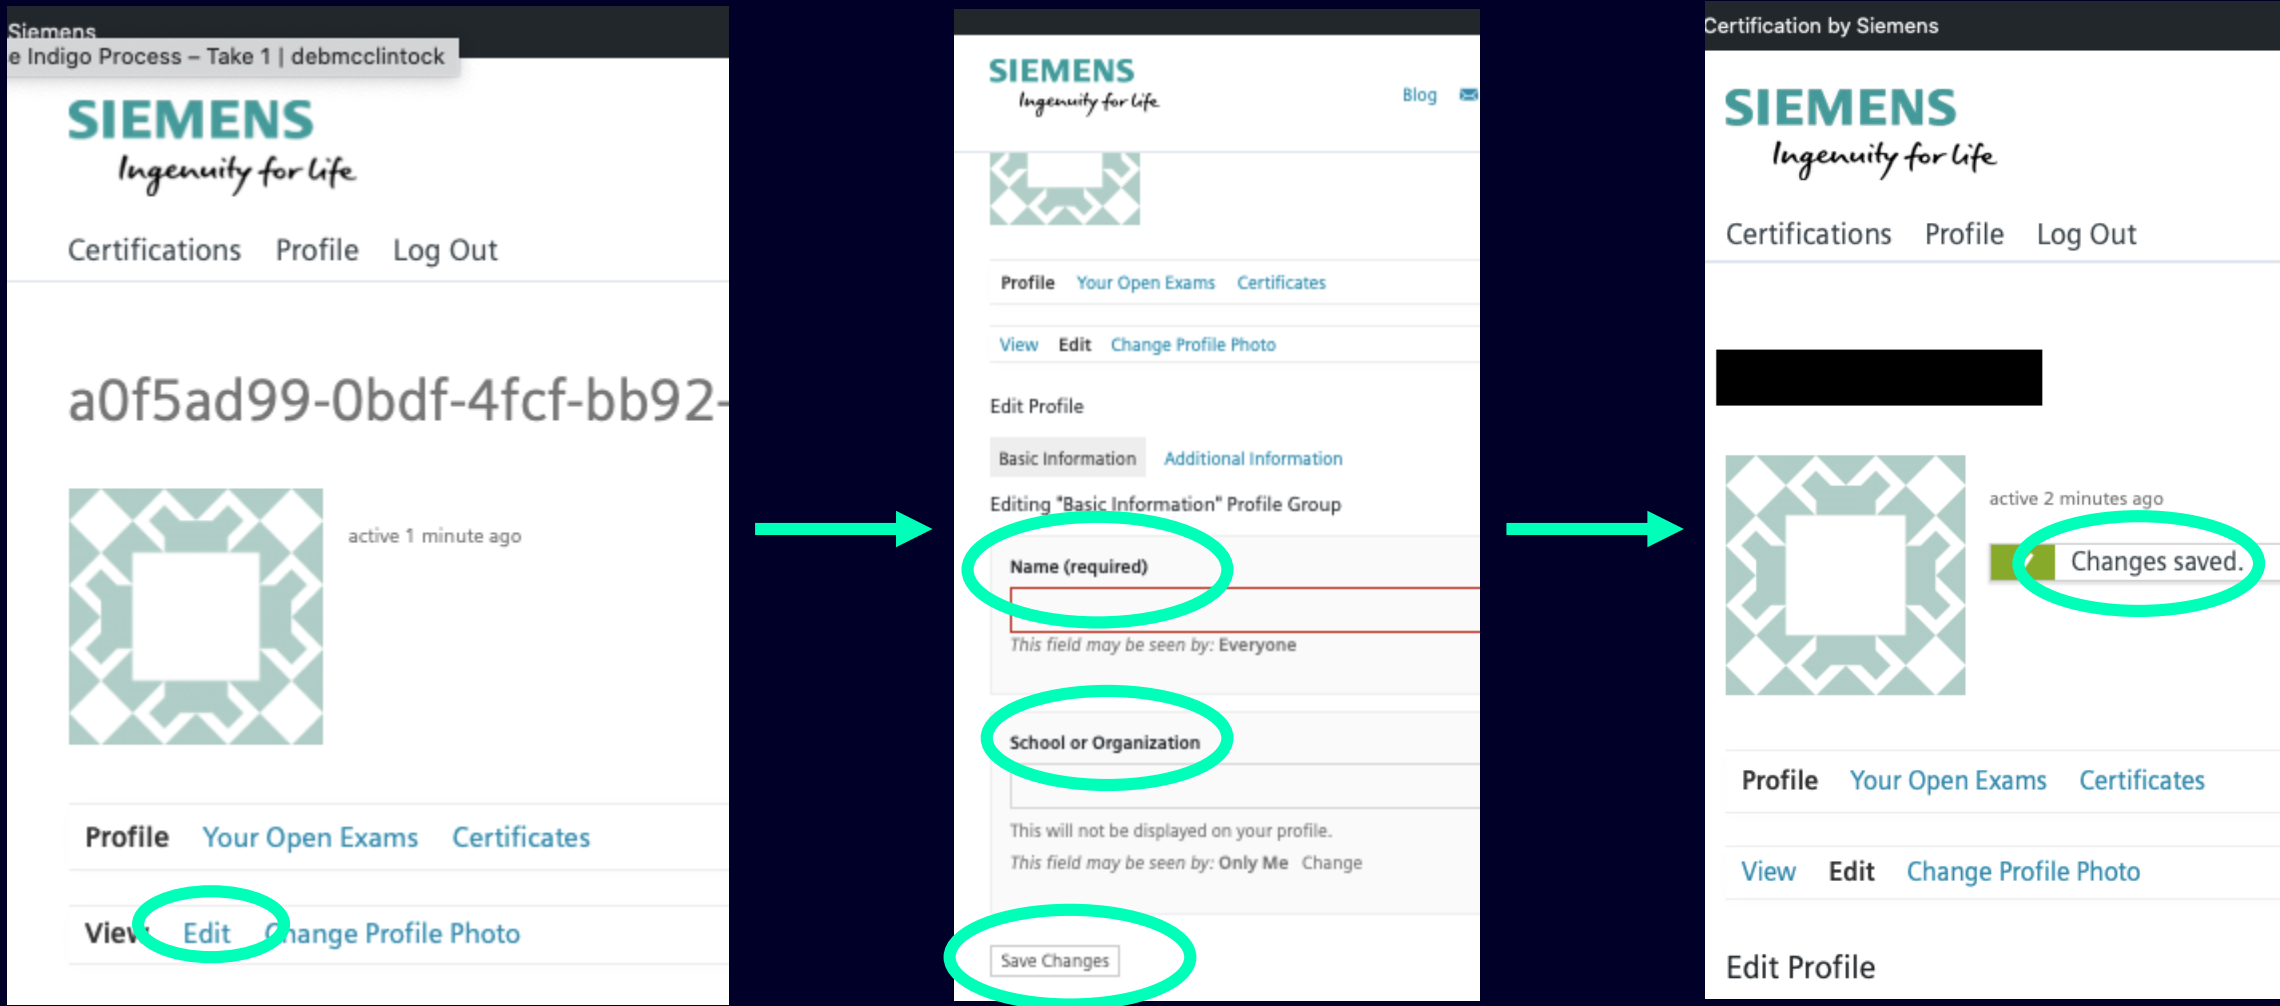 Siemens
e Indigo Process – Take 1 | debmcclintock
SIEMENS
Ingenuity for life
Certifications Profile Log Out
a0f5ad99-0bdf-4fcf-bb92-
active 1 minute ago
Profile Your Open Exams Certificates
View Edit Change Profile Photo
SIEMENS
Ingenuity for life
Blog
Profile Your Open Exams Certificates
View Edit Change Profile Photo
Edit Profile
Basic Information Additional Information
Editing "Basic Information" Profile Group
Name (required)
This field may be seen by: Everyone
School or Organization
This will not be displayed on your profile.
This field may be seen by: Only Me Change
Save Changes
Certification by Siemens
SIEMENS
Ingenuity for life
Certifications Profile Log Out
active 2 minutes ago
Changes saved.
Profile Your Open Exams Certificates
View Edit Change Profile Photo
Edit Profile